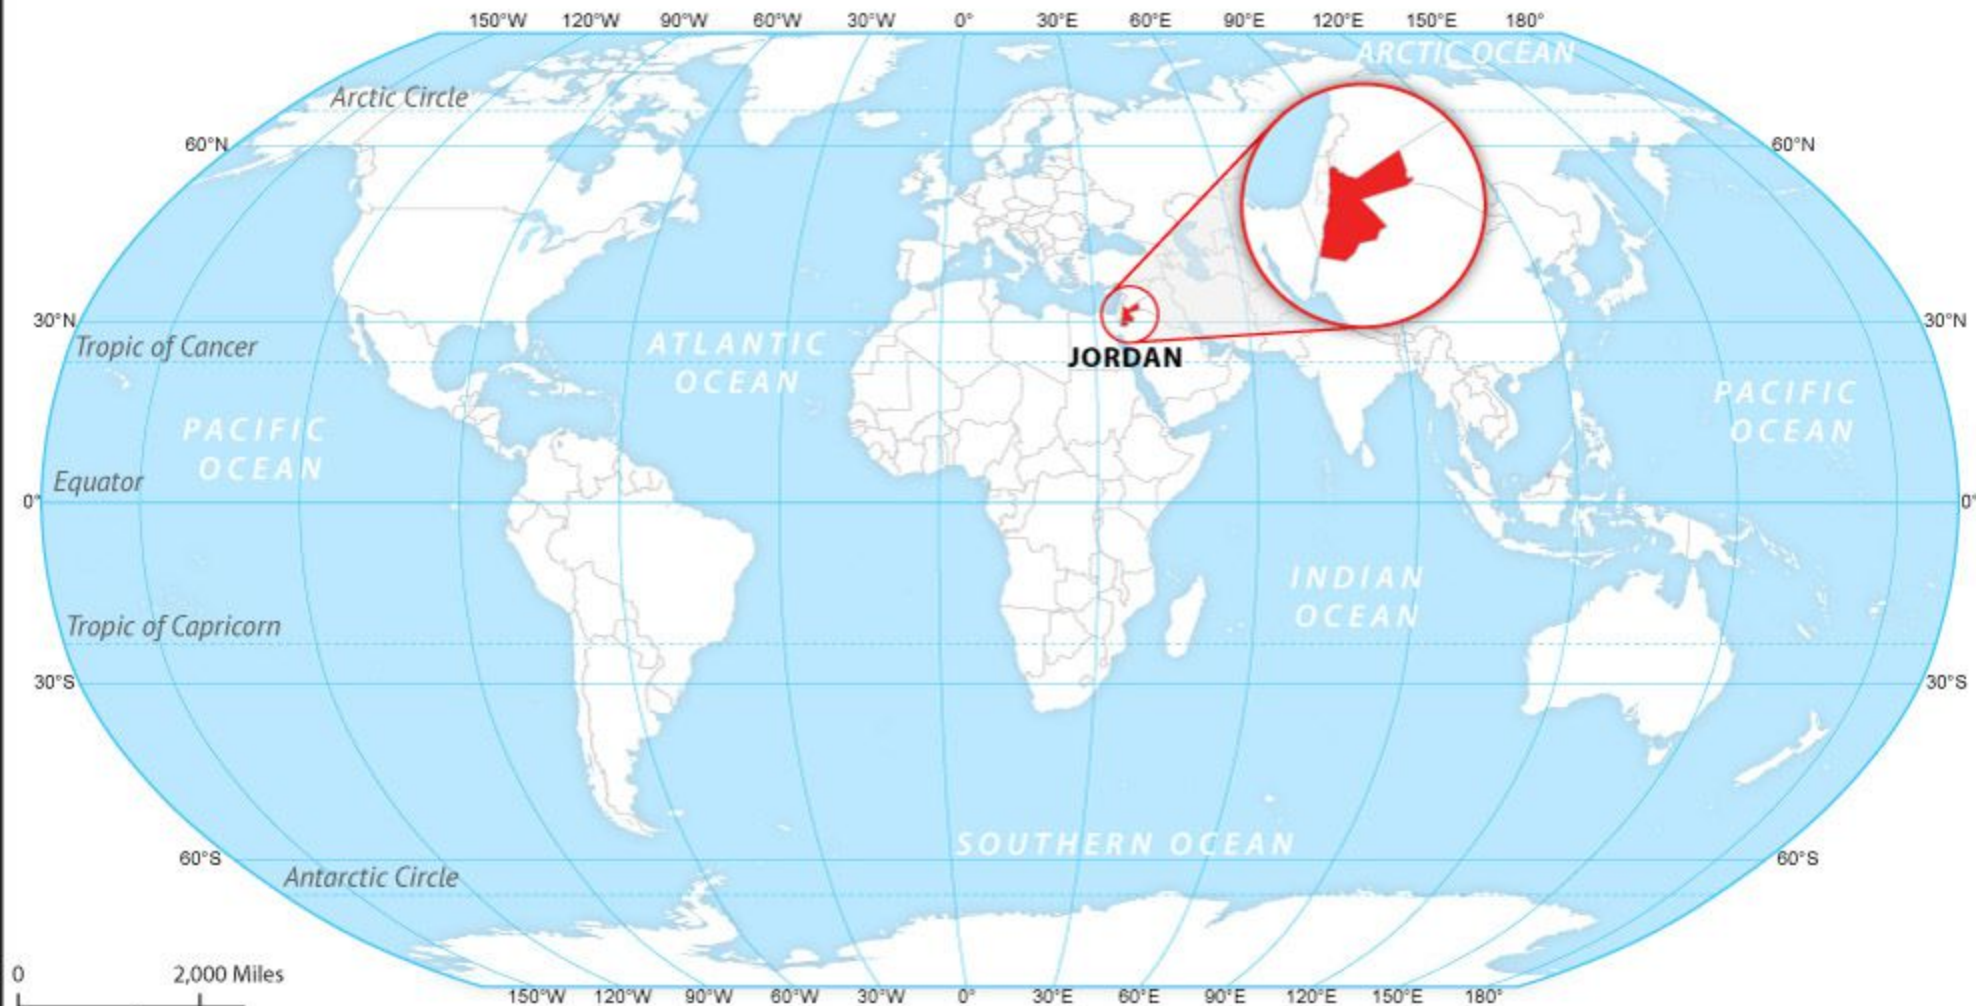 150°W 120°W 90°W 60°W 30°W 0° 30°E 60°E 90°E 120°E 150°E 180°
ARCTIC OCEAN
Arctic Circle
60°N 60°N
30°N 30°N
Tropic of Cancer
ATLANTIC
OCEAN
JORDAN
PACIFIC
OCEAN
PACIFIC
OCEAN
Equator
0° 0°
INDIAN
OCEAN
Tropic of Capricorn
30°S 30°S
SOUTHERN OCEAN
60°S 60°S
Antarctic Circle
0 2,000 Miles
150°W 120°W 90°W 60°W 30°W 0° 30°E 60°E 90°E 120°E 150°E 180°